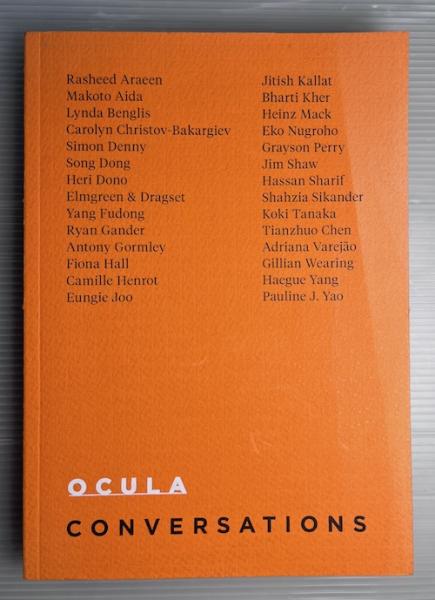 Rasheed Araeen
Makoto Aida
Lynda Benglis
Carolyn Christov-Bakargiev
Simon Denny
Song Dong
Heri Dono
Elmgreen & Dragset
Yang Fudong
Ryan Gander
Antony Gormley
Fiona Hall
Camille Henrot
Eungie Joo
Jitish Kallat
Bharti Kher
Heinz Mack
Eko Nugroho
Grayson Perry
Jim Shaw
Hassan Sharif
Shahzia Sikander
Koki Tanaka
Tianzhuo Chen
Adriana Varejão
Gillian Wearing
Haegue Yang
Pauline J. Yao
OCULA
CONVERSATIONS